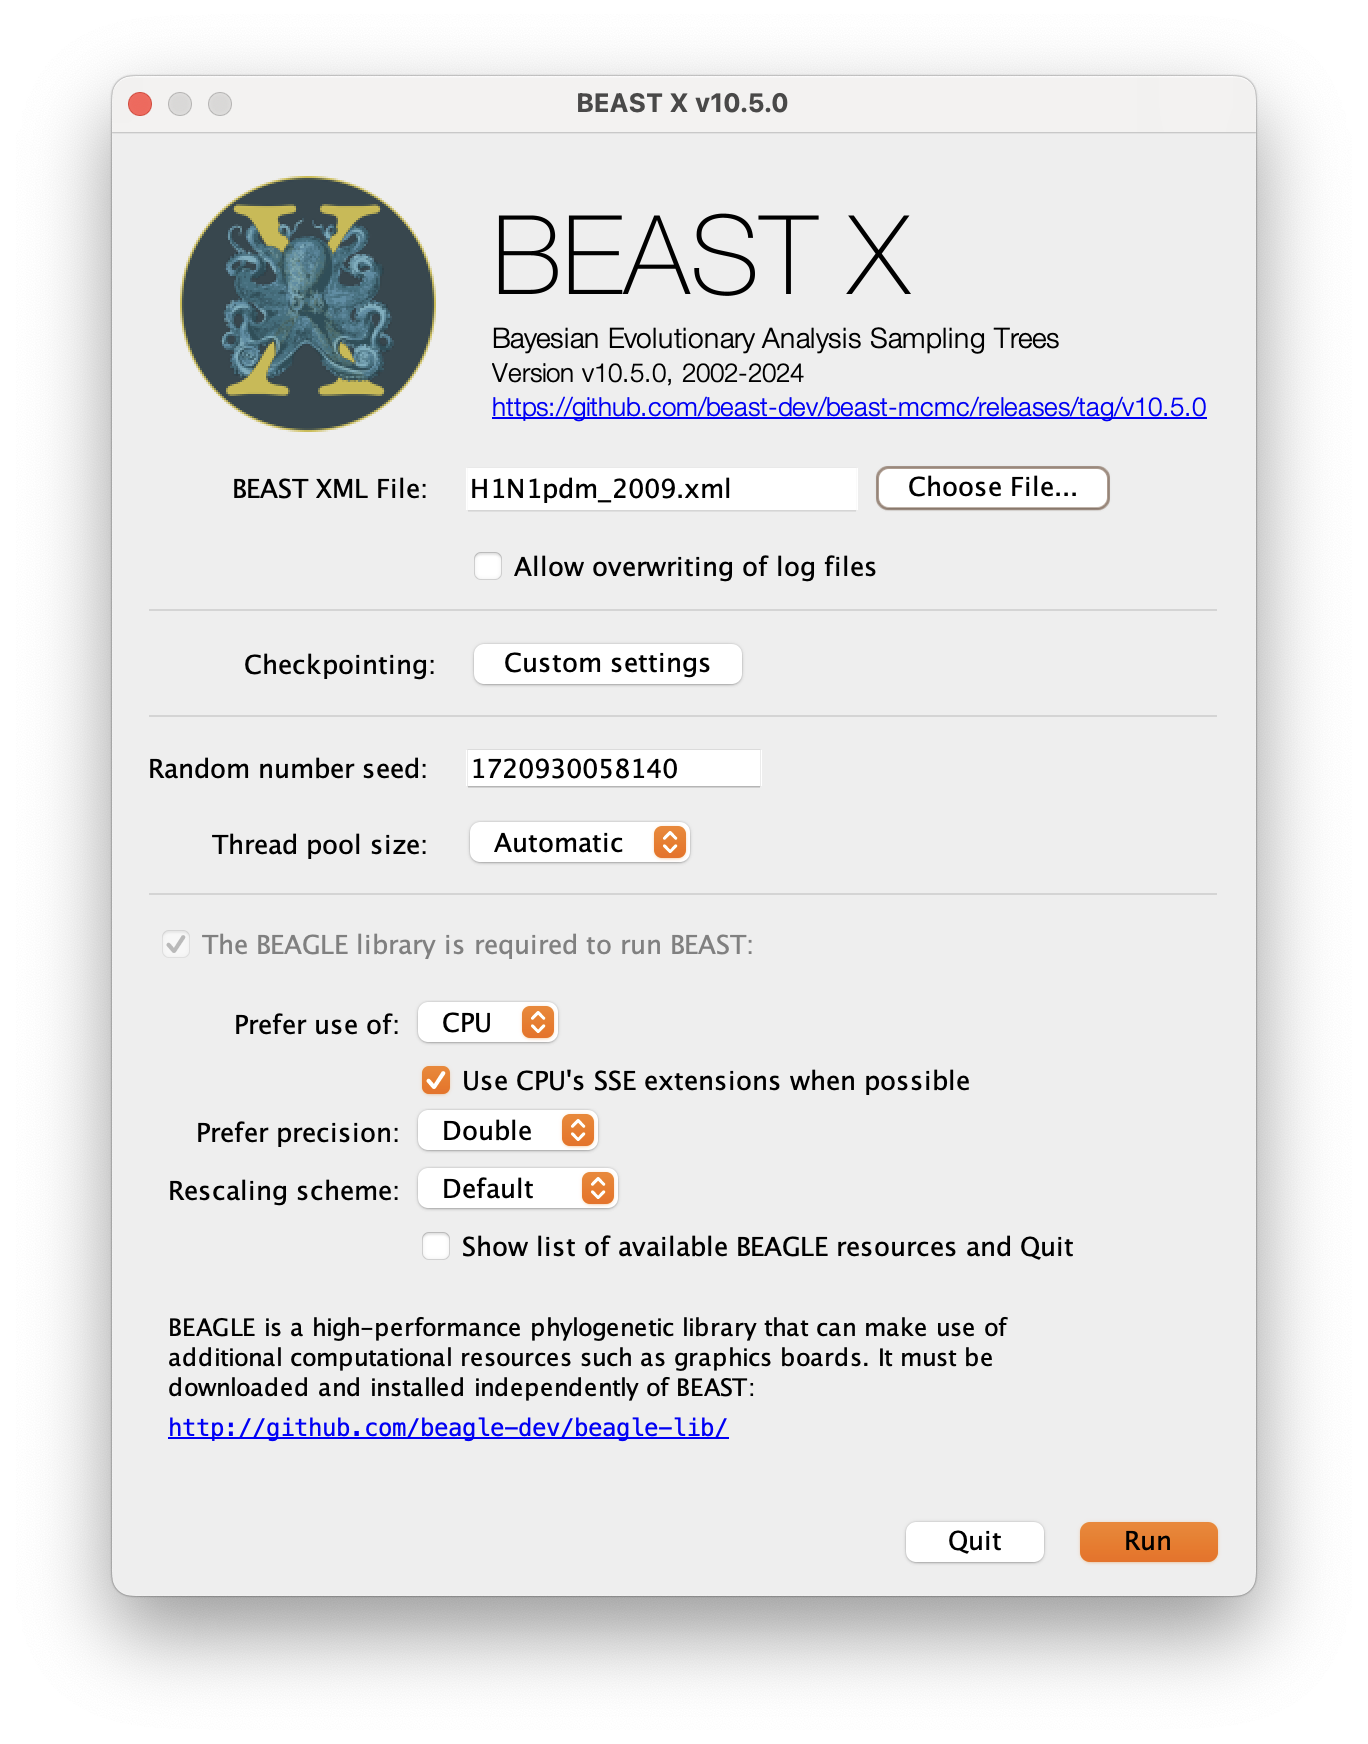 BEAST X v10.5.0
X
BEAST X
Bayesian Evolutionary Analysis Sampling Trees
Version v10.5.0, 2002-2024
https://github.com/beast-dev/beast-mcmc/releases/tag/v10.5.0
BEAST XML File: H1N1pdm_2009.xml Choose File...
Allow overwriting of log files
Checkpointing: Custom settings
Random number seed: 1720930058140
Thread pool size: Automatic
The BEAGLE library is required to run BEAST:
Prefer use of: CPU
Use CPU's SSE extensions when possible
Prefer precision: Double
Rescaling scheme: Default
Show list of available BEAGLE resources and Quit
BEAGLE is a high-performance phylogenetic library that can make use of
additional computational resources such as graphics boards. It must be
downloaded and installed independently of BEAST:
http://github.com/beagle-dev/beagle-lib/
Quit Run